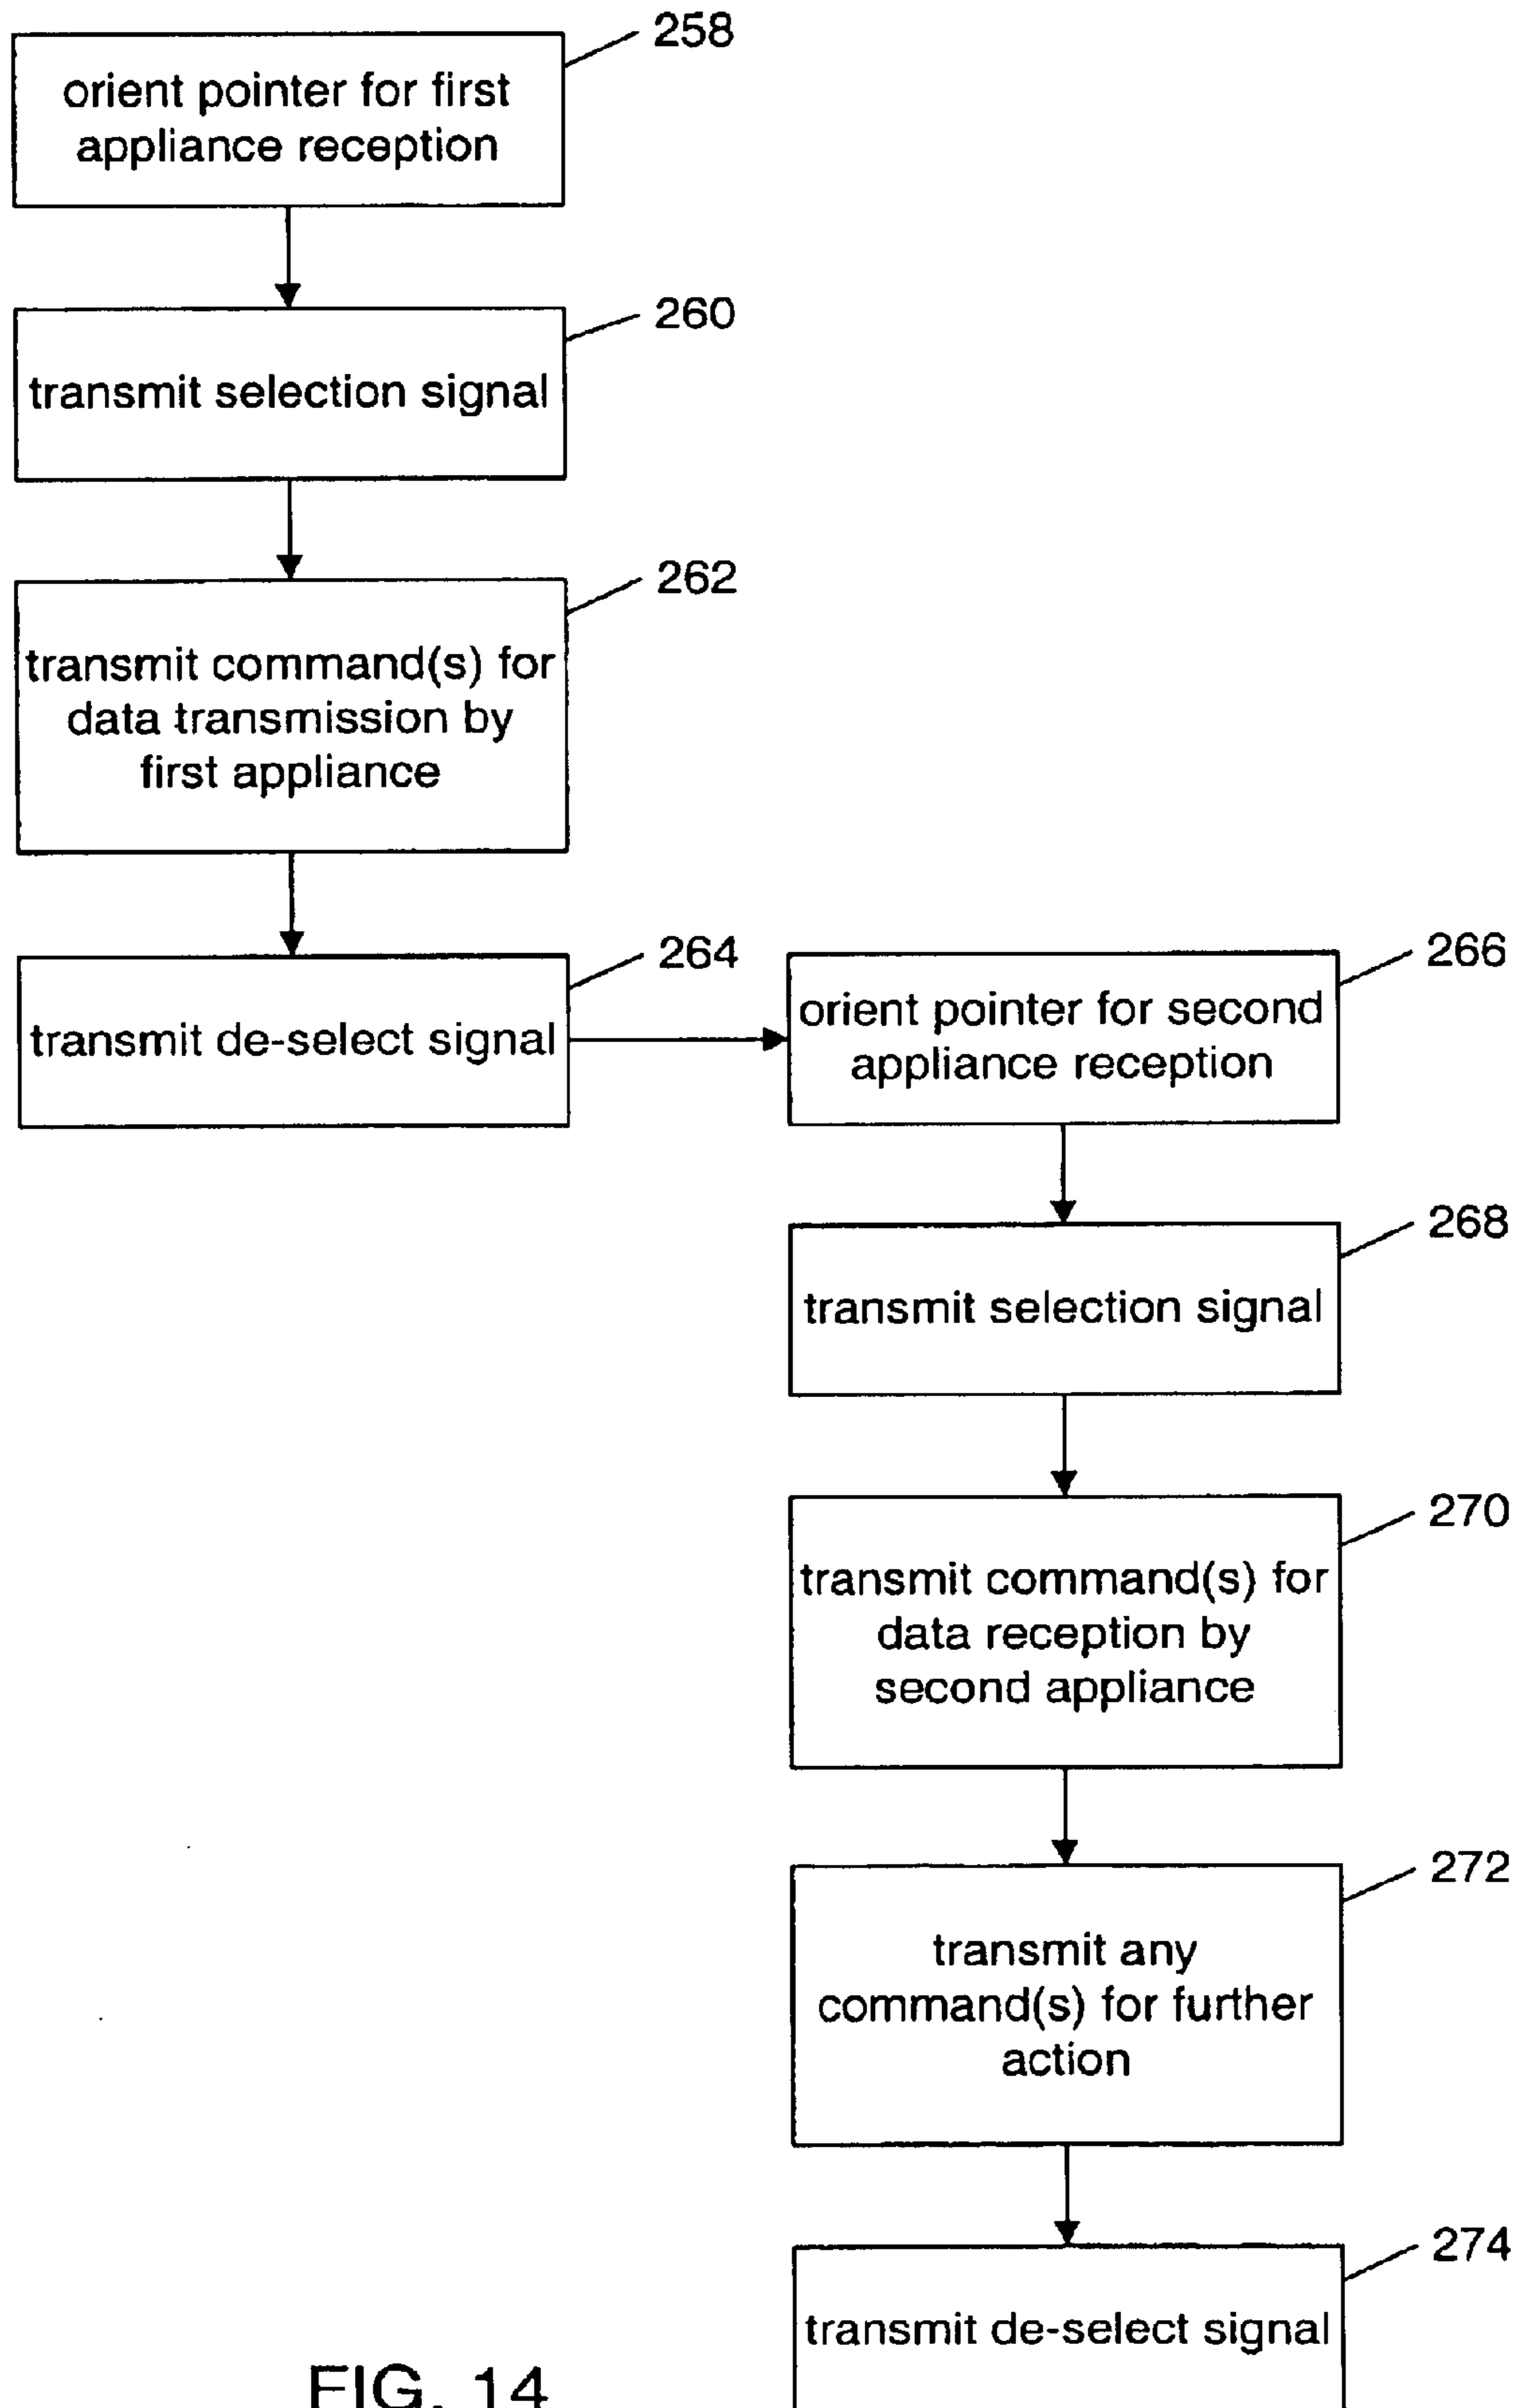 258
orient pointer for first
appliance reception
260
transmit selection signal
262
transmit command(s) for
data transmission by
first appliance
264
transmit de-select signal
266
orient pointer for second
appliance reception
268
transmit selection signal
270
transmit command(s) for
data reception by
second appliance
272
transmit any
command(s) for further
action
274
transmit de-select signal
FIG. 14